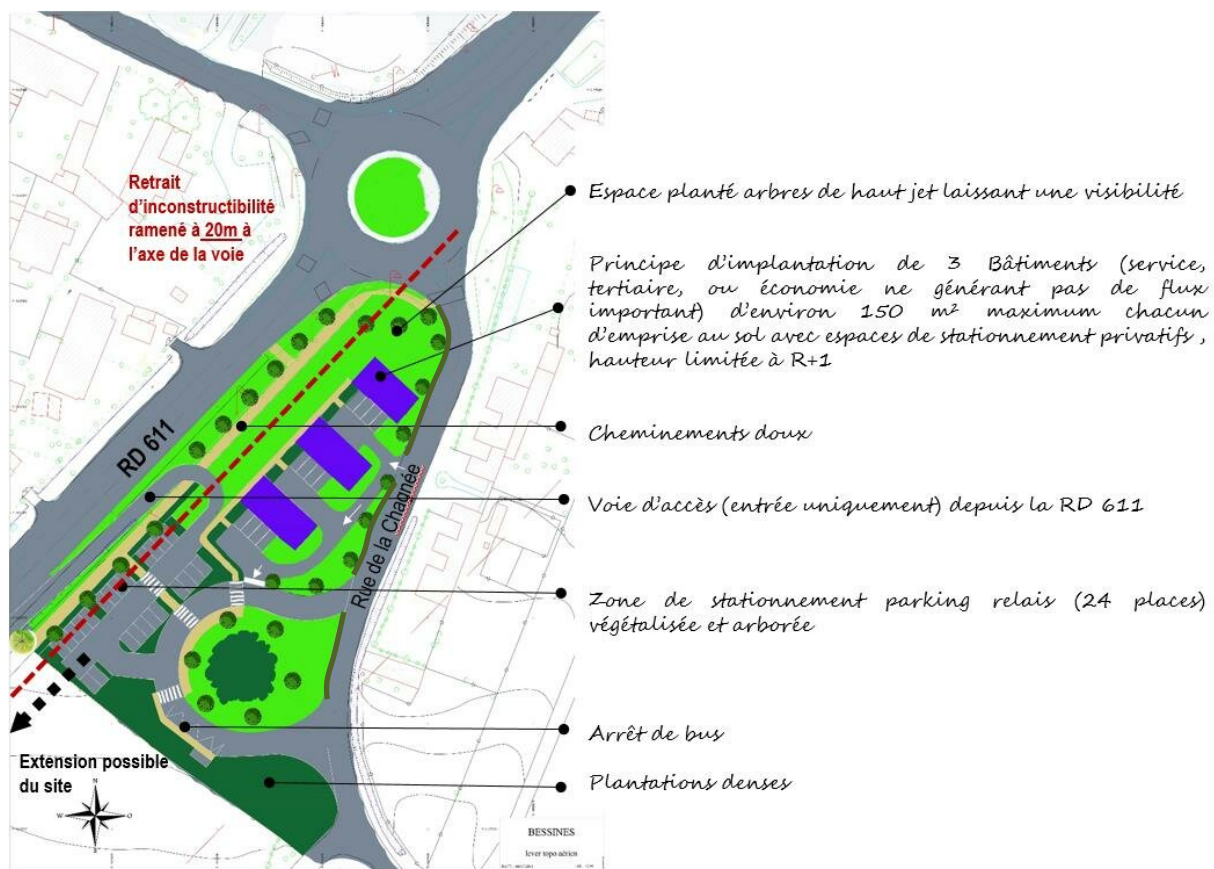 Retrait
d'inconstructibilité
ramené à 20m à
l'axe de la voie
RD 611
Rue de la Chagnée
Extension possible
du site
N
W
O
S
BESSINES
lever topo aérien
Espace planté arbres de haut jet laissant une visibilité
Principe d'implantation de 3 Bâtiments (service,
tertiaire, ou économie ne générant pas de flux
important) d'environ 150 m² maximum chacun
d'emprise au sol avec espaces de stationnement privatifs ,
hauteur limitée à R+1
Cheminements doux
Voie d'accès (entrée uniquement) depuis la RD 611
Zone de stationnement parking relais (24 places)
végétalisée et arborée
Arrêt de bus
Plantations denses